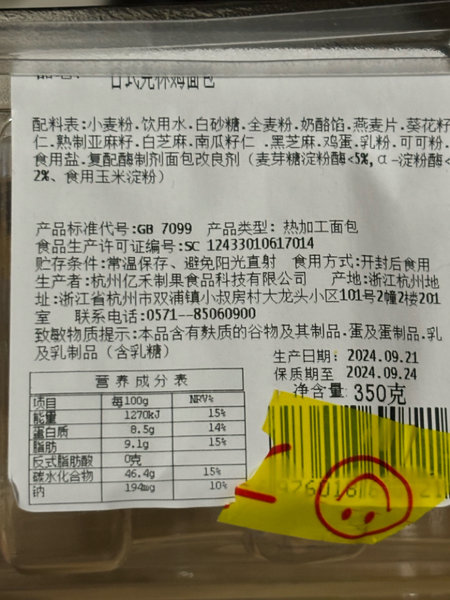 配料表:小麦粉.饮用水.白砂糖.全麦粉.奶酪馅.燕麦片.葵花籽
仁.熟制亚麻籽.白芝麻.南瓜籽仁 .黑芝麻.鸡蛋.乳粉.可可粉.
食用盐.复配酶制剂面包改良剂(麦芽糖淀粉酶<5%,α-淀粉酶<
2%、食用玉米淀粉)
产品标准代号:GB 7099 产品类型: 热加工面包
食品生产许可证编号:SC 12433010617014
贮存条件:常温保存、避免阳光直射 食用方式:开封后食用
生产者:杭州亿禾制果食品科技有限公司 产地:浙江杭州地
址:浙江省杭州市双浦镇小叔房村大龙头小区101号2幢2楼201
室 联系电话:0571--85060900
致敏物质提示:本品含有麸质的谷物及其制品.蛋及蛋制品.乳
及乳制品(含乳糖)
生产日期: 2024.09.21
保质期至 2024.09.24
净含量: 350克
营养成分表
项目 每100g NRV%
能量 1270kJ 15%
蛋白质 8.5g 14%
脂肪 9.1g 15%
反式脂肪酸 0克
碳水化合物 46.4g 15%
钠 194mg 10%